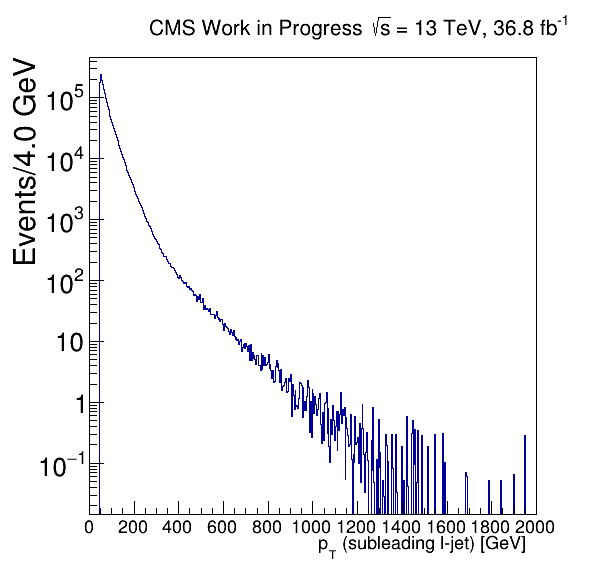 CMS Work in Progress √s = 13 TeV, 36.8 fb⁻¹
Events/4.0 GeV
10⁵
10⁴
10³
10²
10
1
10⁻¹
0 200 400 600 800 1000 1200 1400 1600 1800 2000
p_T (subleading l-jet) [GeV]